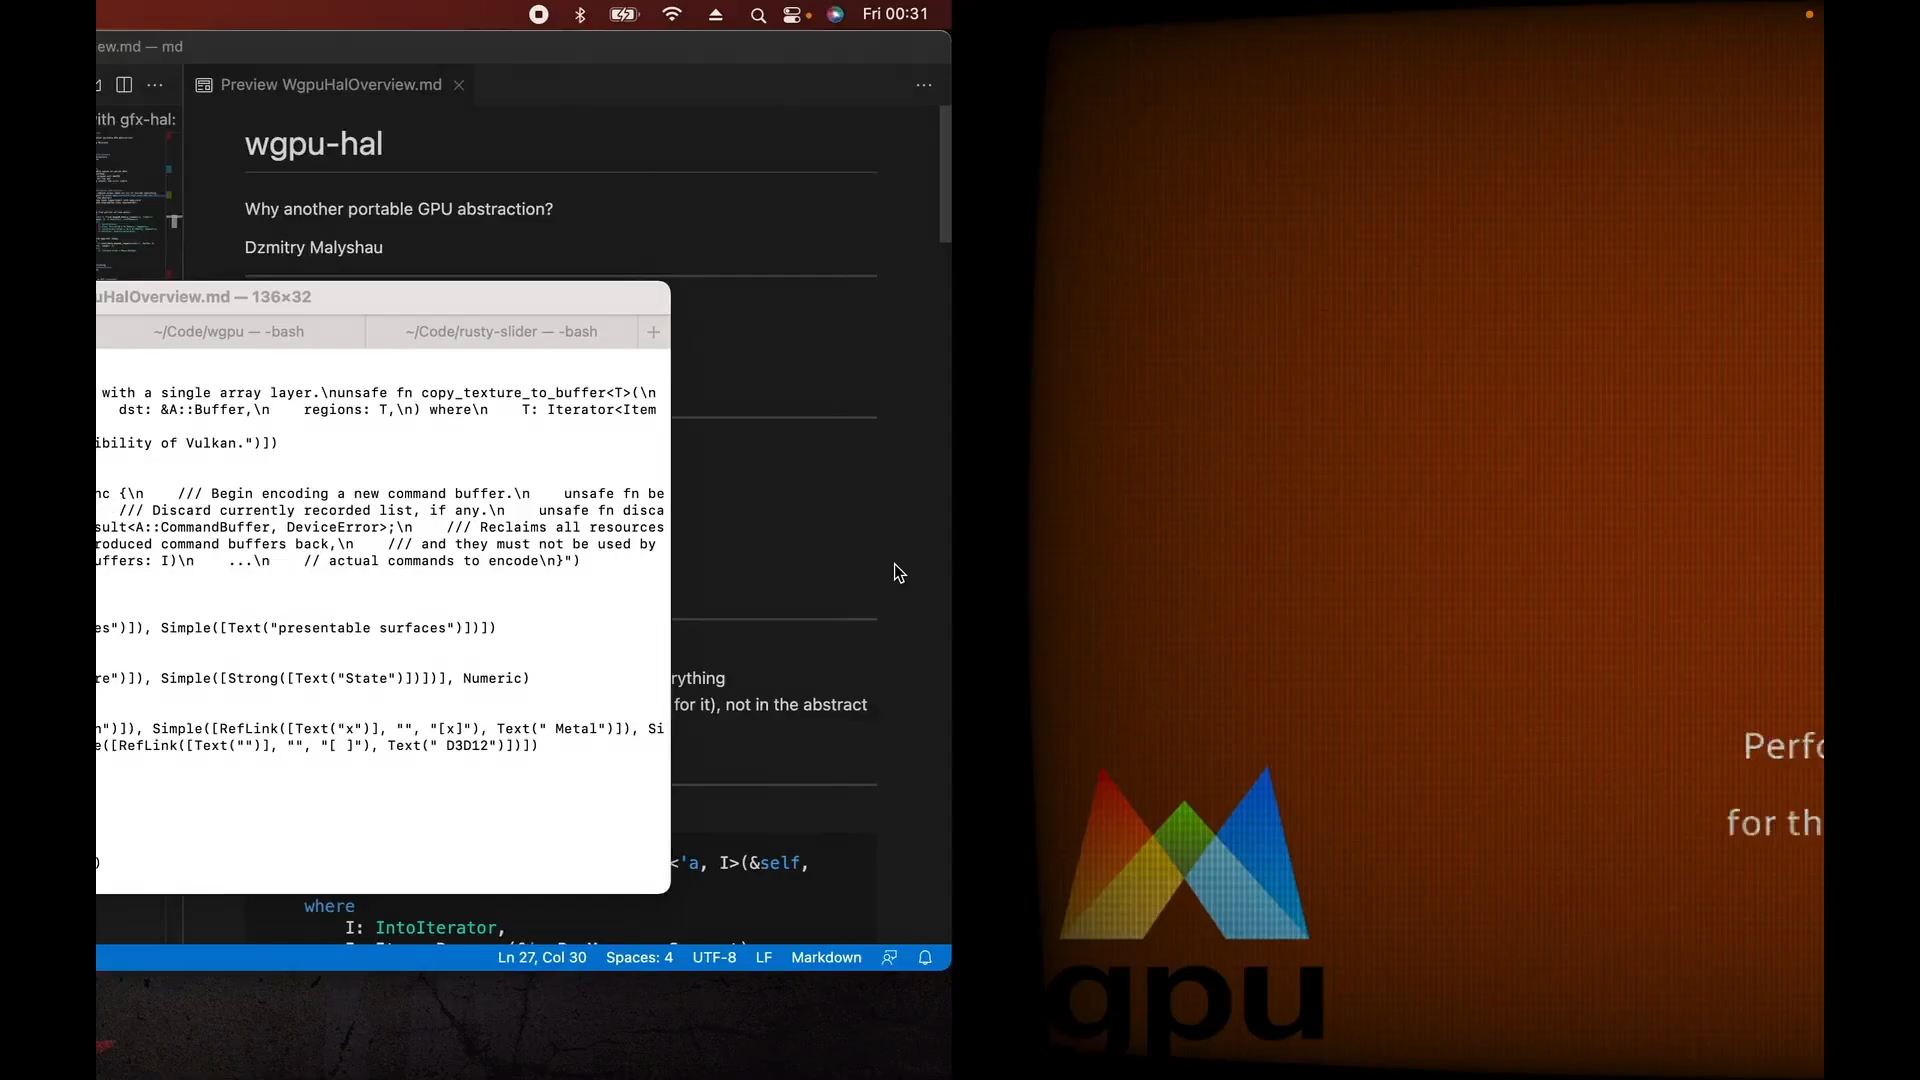 Fri 00:31
ew.md — md
Preview WgpuHalOverview.md
ith gfx-hal:
wgpu-hal
Why another portable GPU abstraction?
Dzmitry Malyshau
uHalOverview.md — 136×32
~/Code/wgpu — -bash
~/Code/rusty-slider — -bash
with a single array layer.\nunsafe fn copy_texture_to_buffer<T>(\n
dst: &A::Buffer,\n    regions: T,\n) where\n    T: Iterator<Item
ibility of Vulkan.")])
nc {\n    /// Begin encoding a new command buffer.\n    unsafe fn be
/// Discard currently recorded list, if any.\n    unsafe fn disca
sult<A::CommandBuffer, DeviceError>;\n    /// Reclaims all resources
roduced command buffers back,\n    /// and they must not be used by
uffers: I)\n    ...\n    // actual commands to encode\n}")
es")]), Simple([Text("presentable surfaces")])])
re")]), Simple([Strong([Text("State")])])], Numeric)
n")]), Simple([RefLink([Text("x")], "", "[x]"), Text(" Metal")]), Si
e([RefLink([Text("")], "", "[ ]"), Text(" D3D12")])])
)
rything
for it), not in the abstract
<'a, I>(&self,
where
I: IntoIterator,
Ln 27, Col 30
Spaces: 4
UTF-8
LF
Markdown
Perfo
for th
gpu